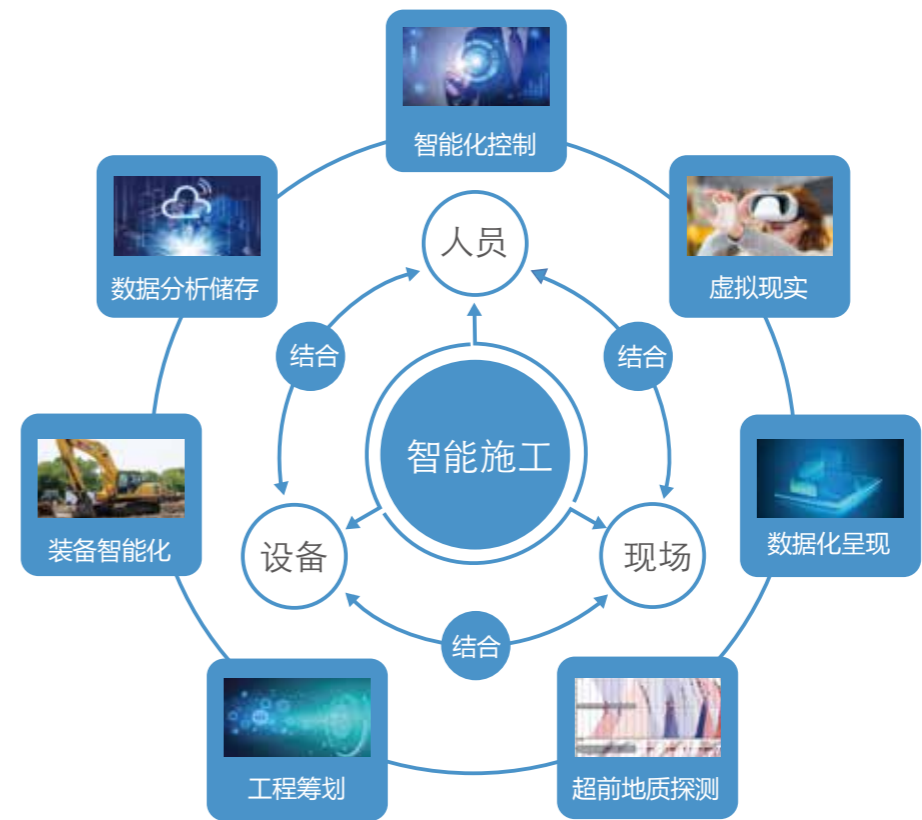 智能化控制
数据分析储存
虚拟现实
人员
结合
结合
智能施工
装备智能化
数据化呈现
设备
现场
结合
工程筹划
超前地质探测